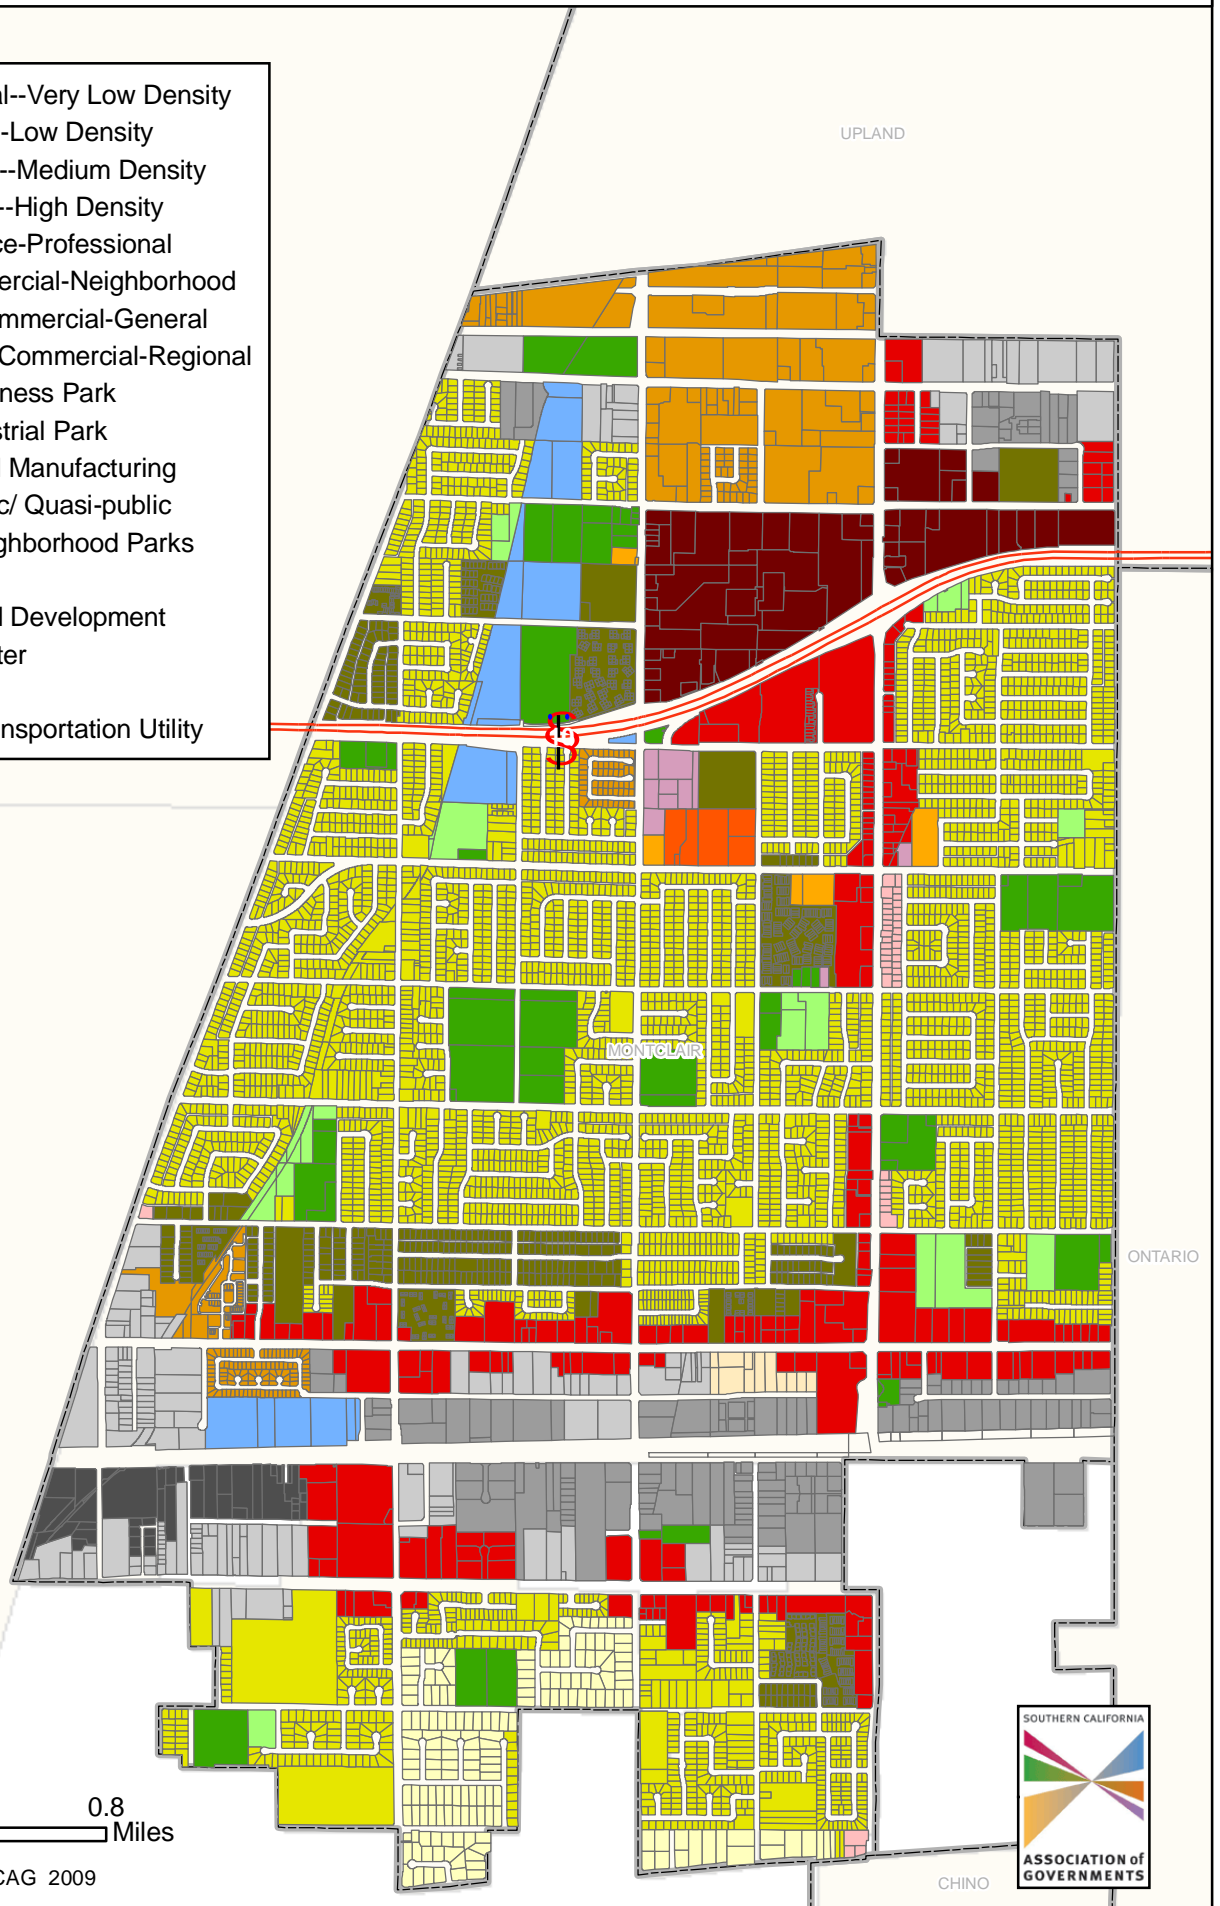 UPLAND
al--Very Low Density
-Low Density
--Medium Density
--High Density
ce-Professional
ercial-Neighborhood
mmercial-General
Commercial-Regional
ness Park
strial Park
l Manufacturing
c/ Quasi-public
ghborhood Parks
l Development
ter
nsportation Utility
MONTCLAIR
ONTARIO
SOUTHERN CALIFORNIA
ASSOCIATION of
GOVERNMENTS
0.8
Miles
CAG 2009
CHINO